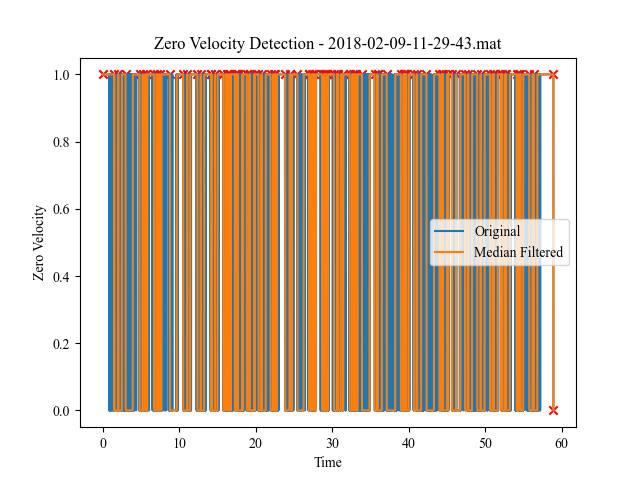 Zero Velocity Detection - 2018-02-09-11-29-43.mat
1.0
0.8
0.6
0.4
0.2
0.0
Zero Velocity
Original
Median Filtered
0 10 20 30 40 50 60
Time